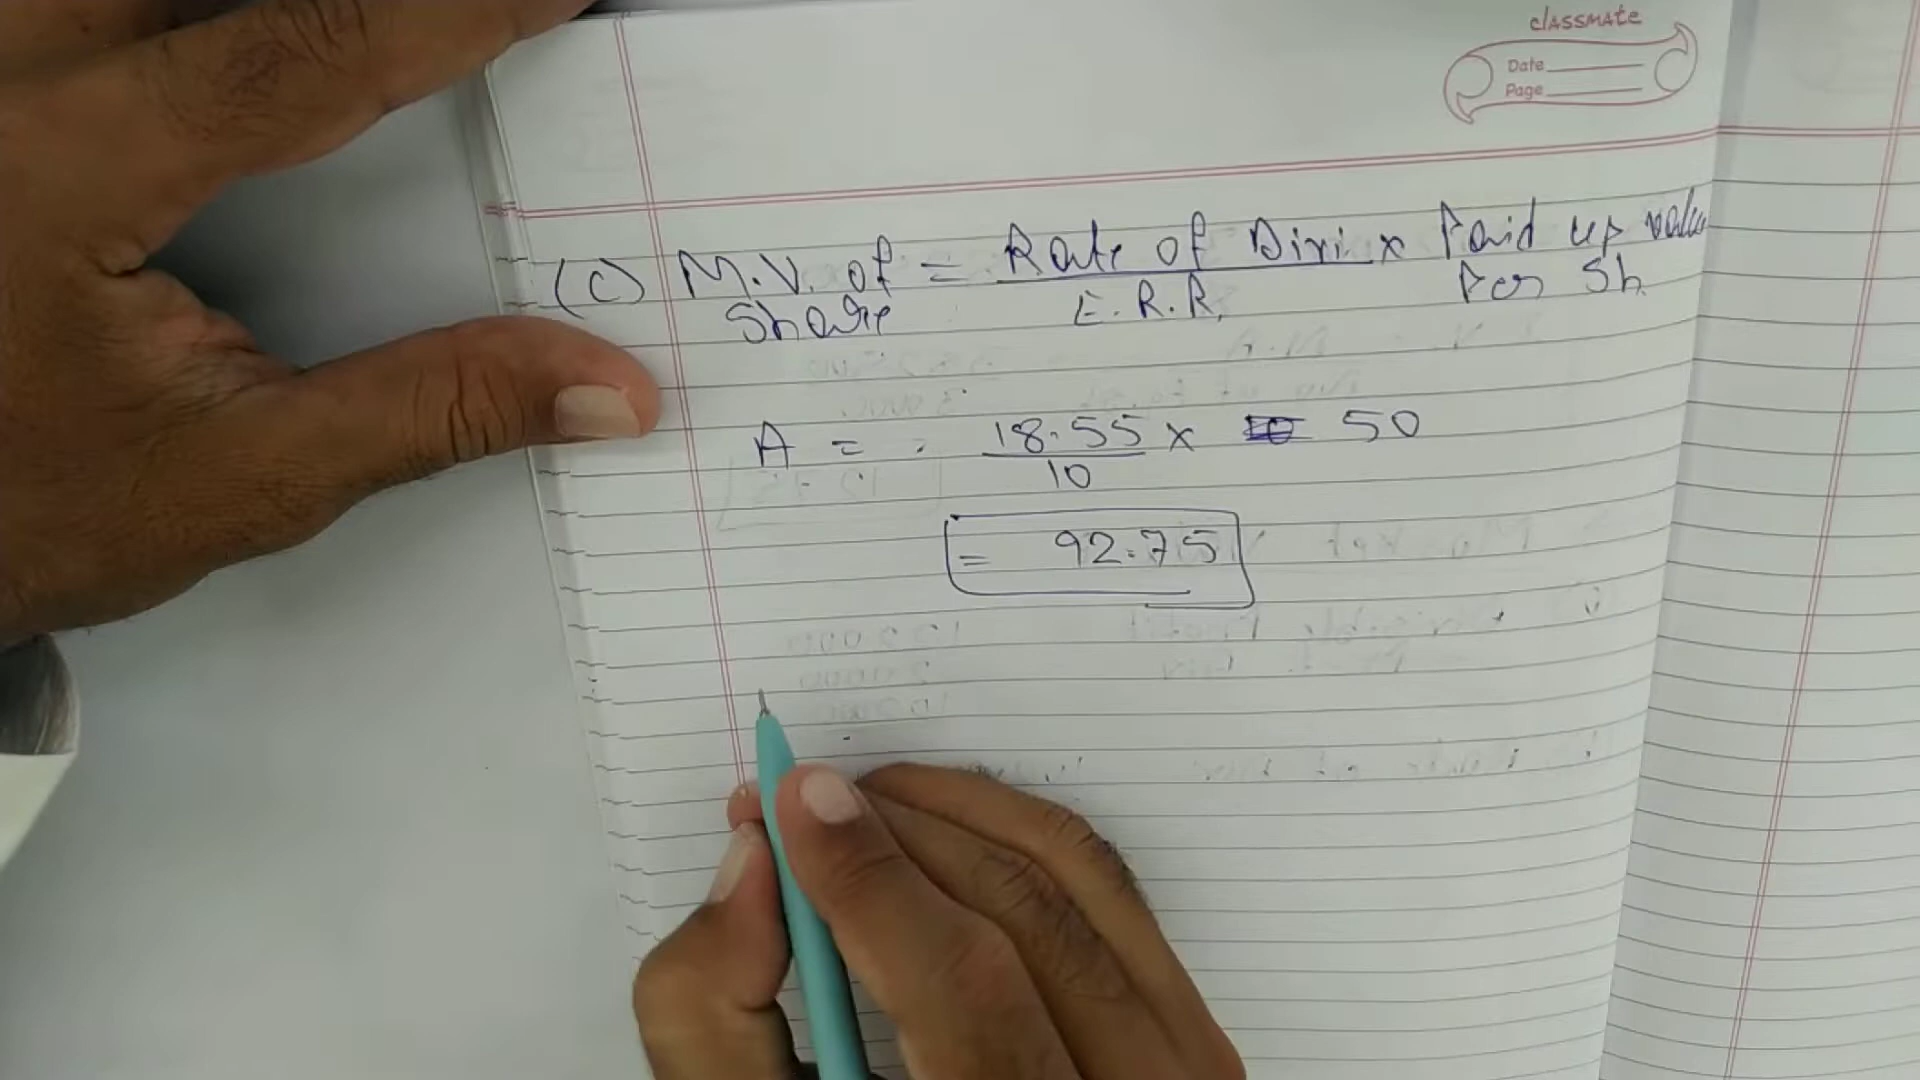 classmate
Date
Page
(C) M.V. of Share = Rate of Divi. x Paid up value Per Sh.
E.R.R.
A = 18.55 x 50
10
= 92.75